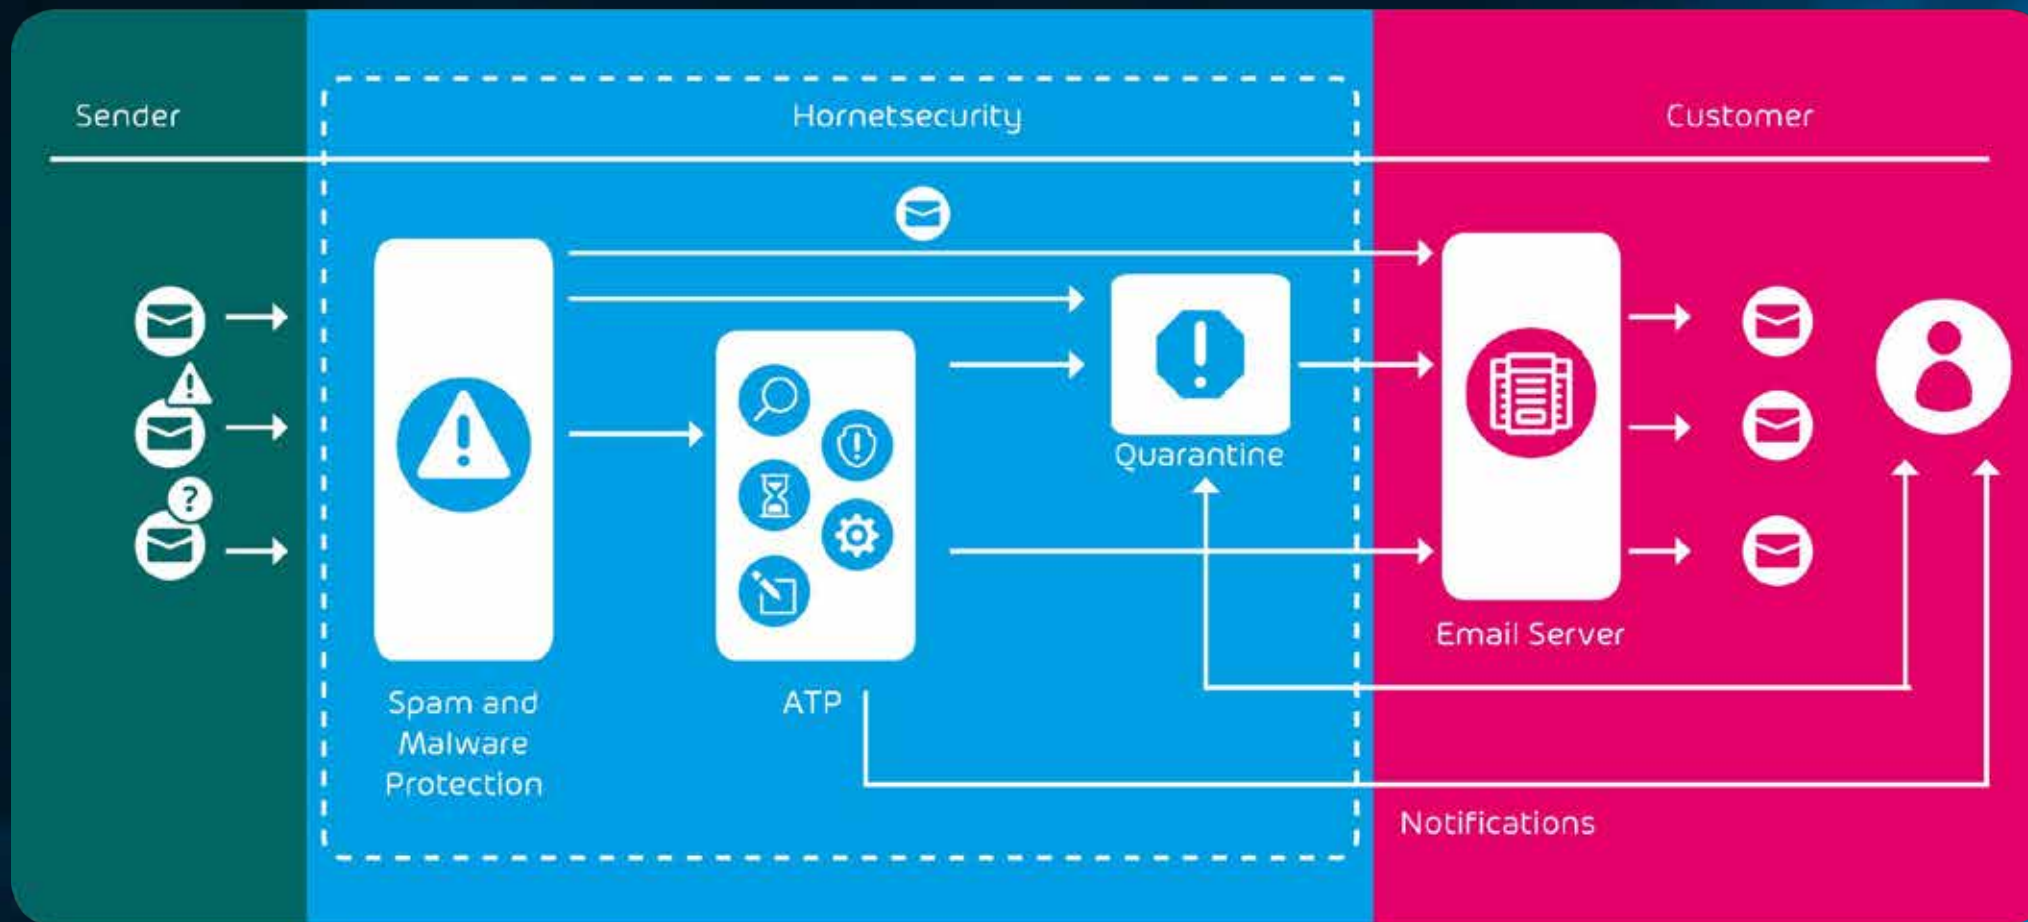 Sender
Hornetsecurity
Customer
?
Quarantine
Email Server
Spam and
Malware
Protection
ATP
Notifications